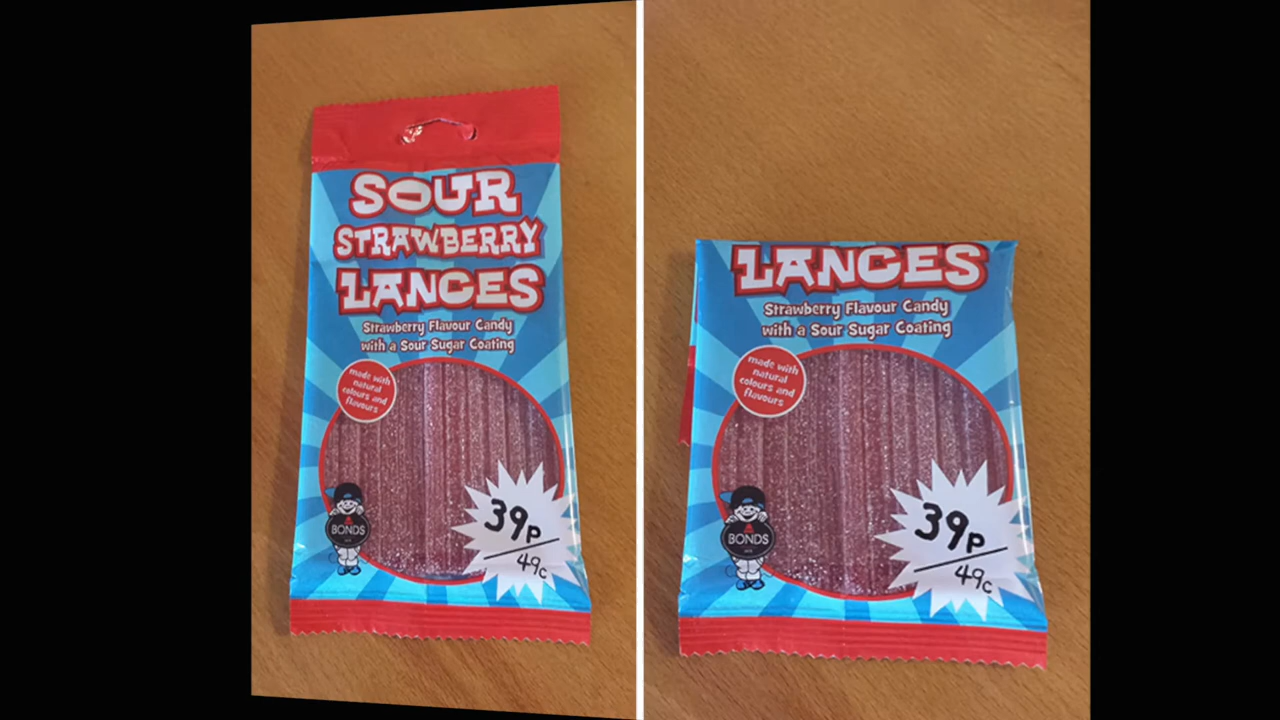 SOUR
STRAWBERRY
LANCES
Strawberry Flavour Candy
with a Sour Sugar Coating
made with
natural
colours and
flavours
BONDS
39p
49c
LANCES
Strawberry Flavour Candy
with a Sour Sugar Coating
made with
natural
colours and
flavours
BONDS
39p
49c